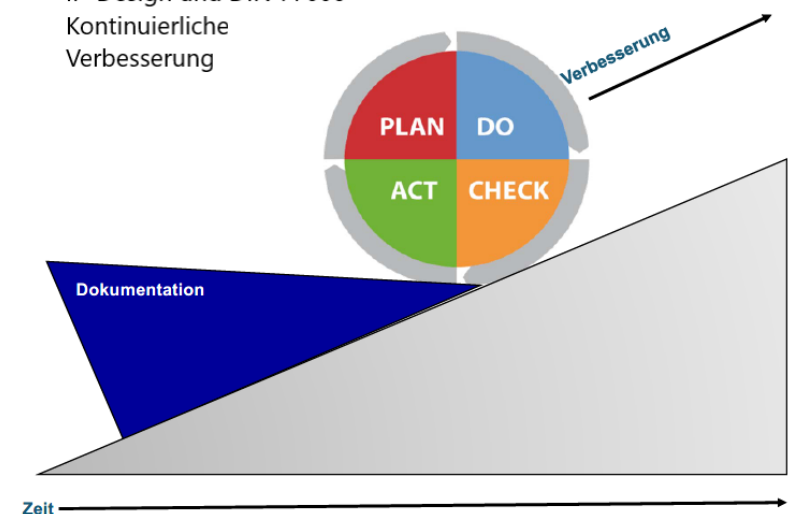 Kontinuierliche
Verbesserung
Verbesserung
PLAN DO
ACT CHECK
Dokumentation
Zeit